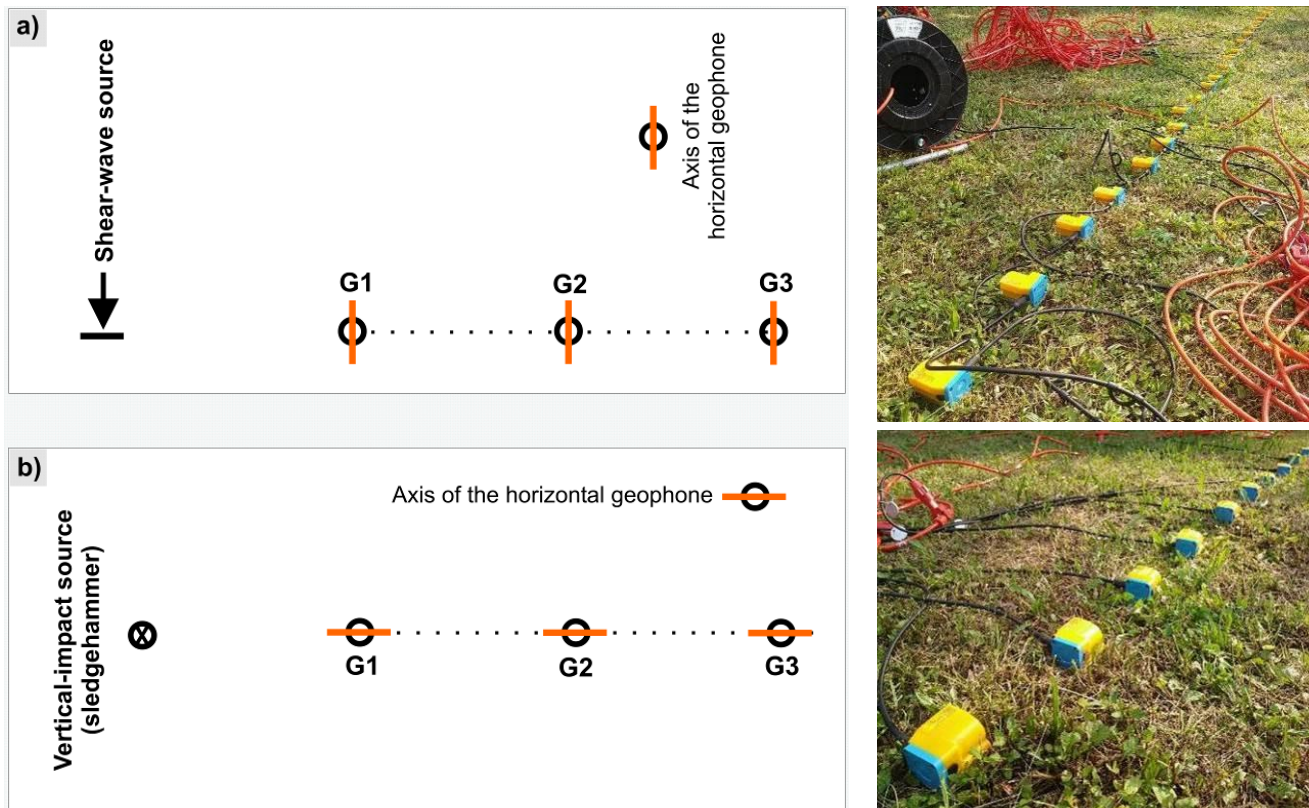 a)
Shear-wave source
Axis of the
horizontal geophone
G1
G2
G3
b)
Axis of the horizontal geophone
Vertical-impact source
(sledgehammer)
G1
G2
G3